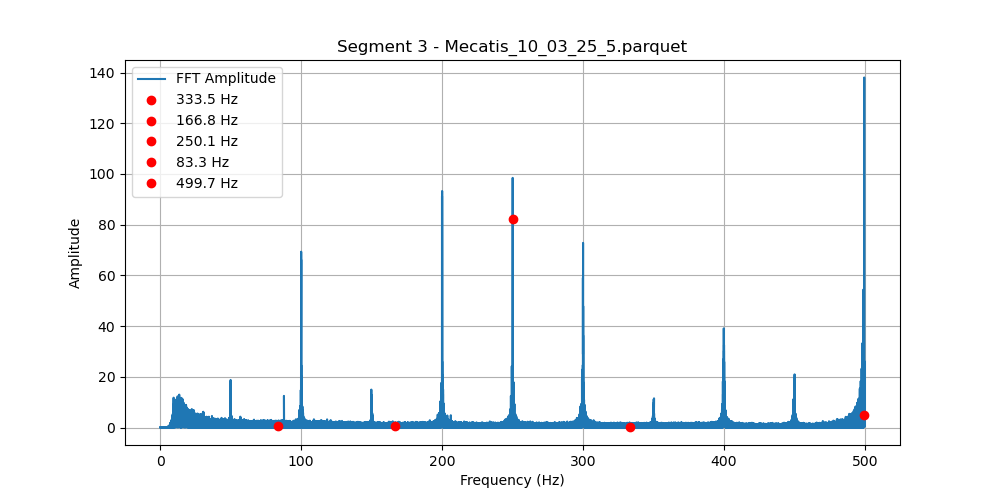 Segment 3 - Mecatis_10_03_25_5.parquet
FFT Amplitude
333.5 Hz
166.8 Hz
250.1 Hz
83.3 Hz
499.7 Hz
Amplitude
140
120
100
80
60
40
20
0
0 100 200 300 400 500
Frequency (Hz)